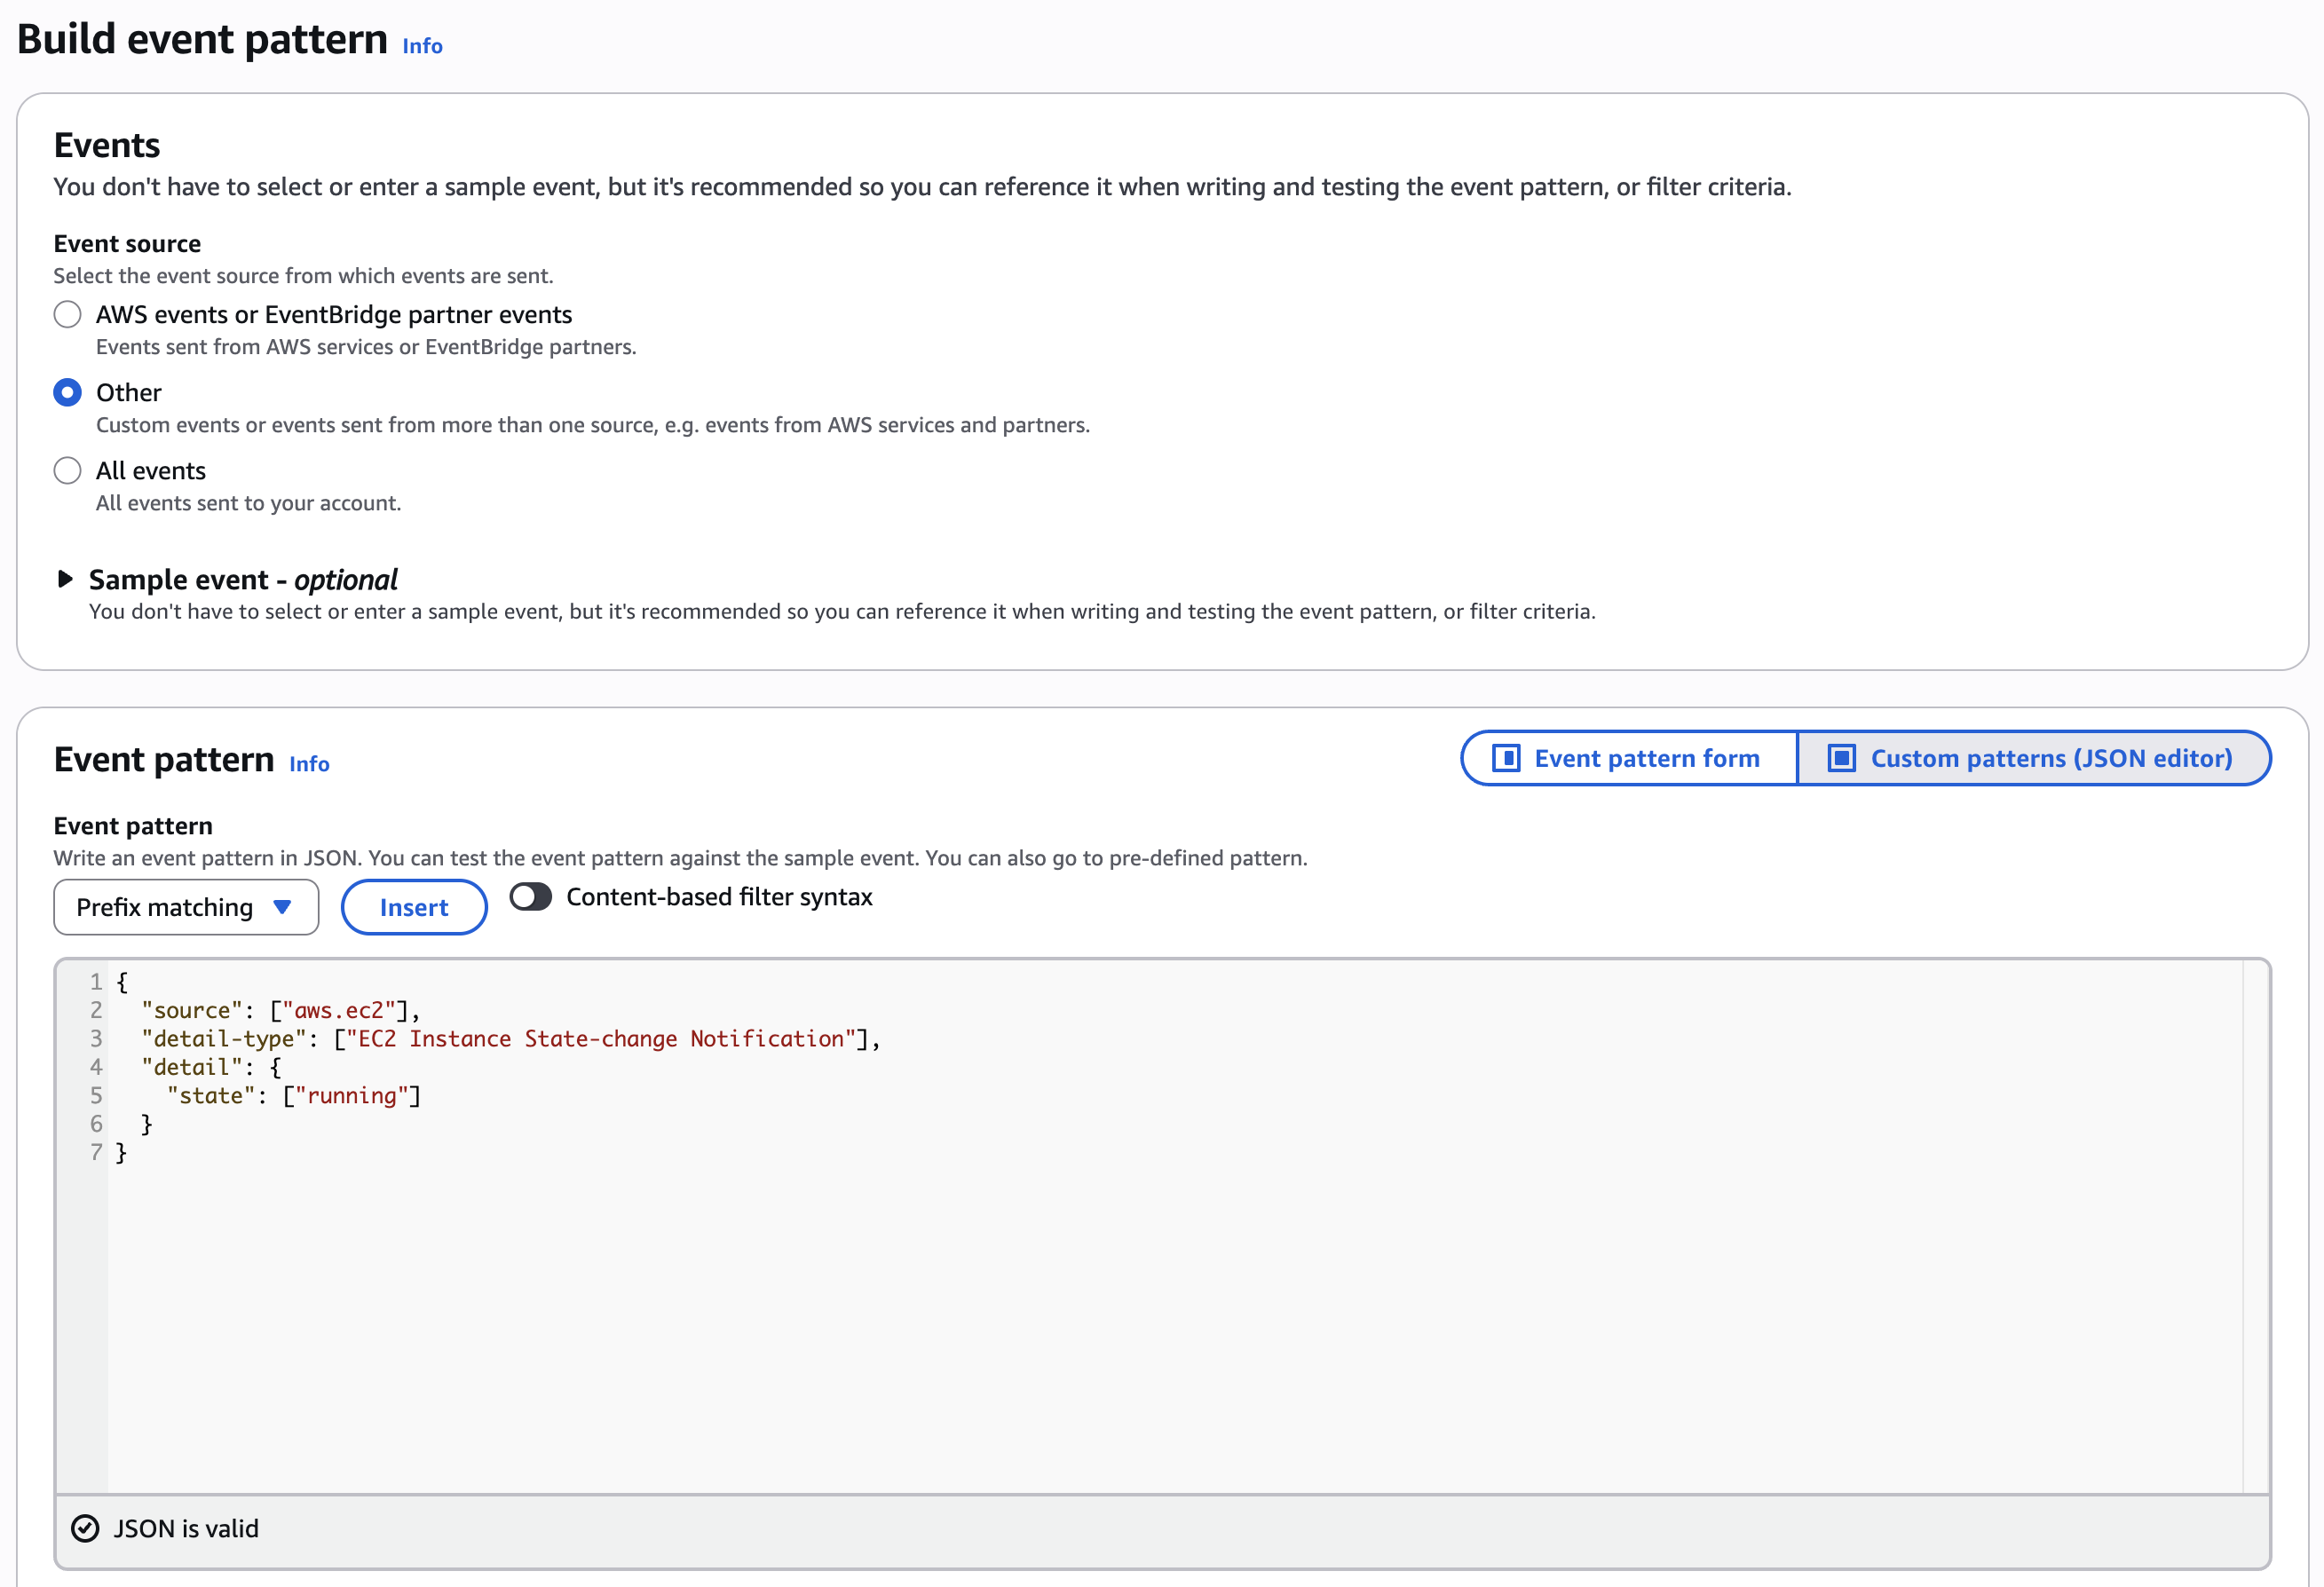 Build event pattern Info
Events
You don't have to select or enter a sample event, but it's recommended so you can reference it when writing and testing the event pattern, or filter criteria.
Event source
Select the event source from which events are sent.
AWS events or EventBridge partner events
Events sent from AWS services or EventBridge partners.
Other
Custom events or events sent from more than one source, e.g. events from AWS services and partners.
All events
All events sent to your account.
Sample event - optional
You don't have to select or enter a sample event, but it's recommended so you can reference it when writing and testing the event pattern, or filter criteria.
Event pattern Info
Event pattern form
Custom patterns (JSON editor)
Event pattern
Write an event pattern in JSON. You can test the event pattern against the sample event. You can also go to pre-defined pattern.
Prefix matching Insert Content-based filter syntax
1 {
2   "source": ["aws.ec2"],
3   "detail-type": ["EC2 Instance State-change Notification"],
4   "detail": {
5     "state": ["running"]
6   }
7 }
JSON is valid